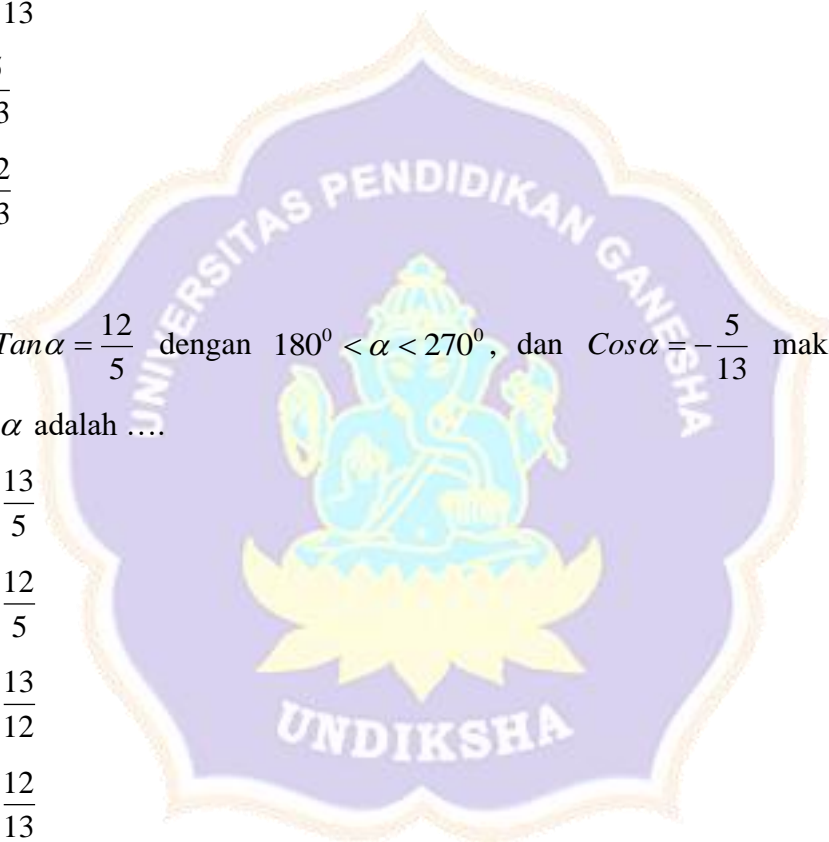 13
3
2
3
Tanα = 12/5 dengan 180⁰ < α < 270⁰, dan Cosα = −5/13 mak
α adalah ….
13/5
12/5
13/12
12/13
UNIVERSITAS PENDIDIKAN GANESHA
UNDIKSHA